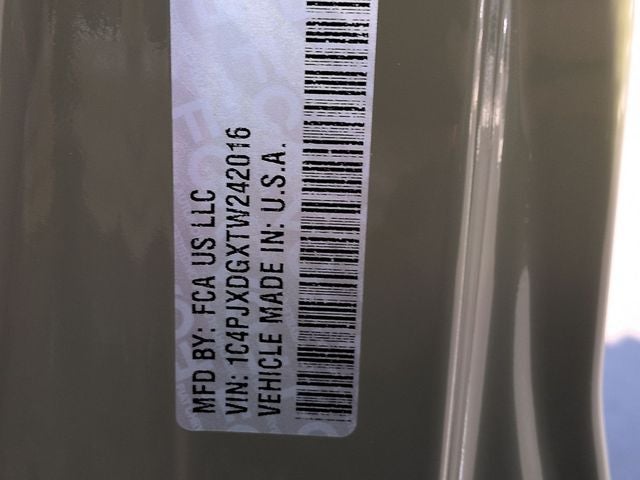 MFD BY: FCA US LLC
VIN: 1C4PJXDGXTW242016
VEHICLE MADE IN: U.S.A.